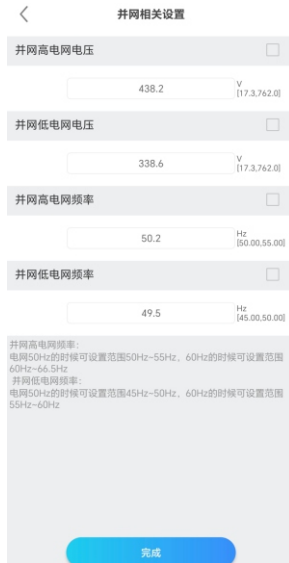 并网相关设置
并网高电网电压
438.2
V
[17.3,762.0]
并网低电网电压
338.6
V
[17.3,762.0]
并网高电网频率
50.2
Hz
[50.00,55.00]
并网低电网频率
49.5
Hz
[45.00,50.00]
并网高电网频率：
电网50Hz的时候可设置范围50Hz~55Hz，60Hz的时候可设置范围
60Hz~66.5Hz
并网低电网频率：
电网50Hz的时候可设置范围45Hz~50Hz，60Hz的时候可设置范围
55Hz~60Hz
完成